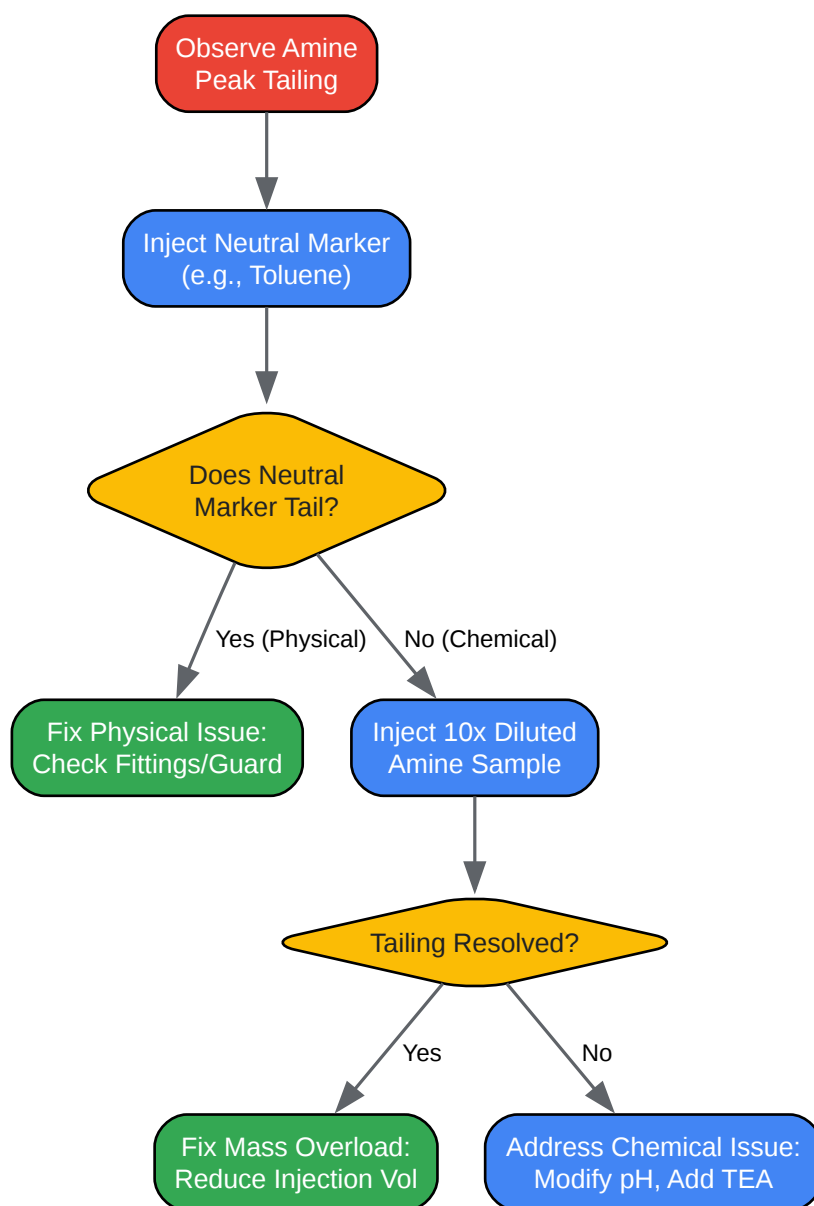 Observe Amine
Peak Tailing
Inject Neutral Marker
(e.g., Toluene)
Does Neutral
Marker Tail?
Yes (Physical)
No (Chemical)
Fix Physical Issue:
Check Fittings/Guard
Inject 10x Diluted
Amine Sample
Tailing Resolved?
Yes
No
Fix Mass Overload:
Reduce Injection Vol
Address Chemical Issue:
Modify pH, Add TEA